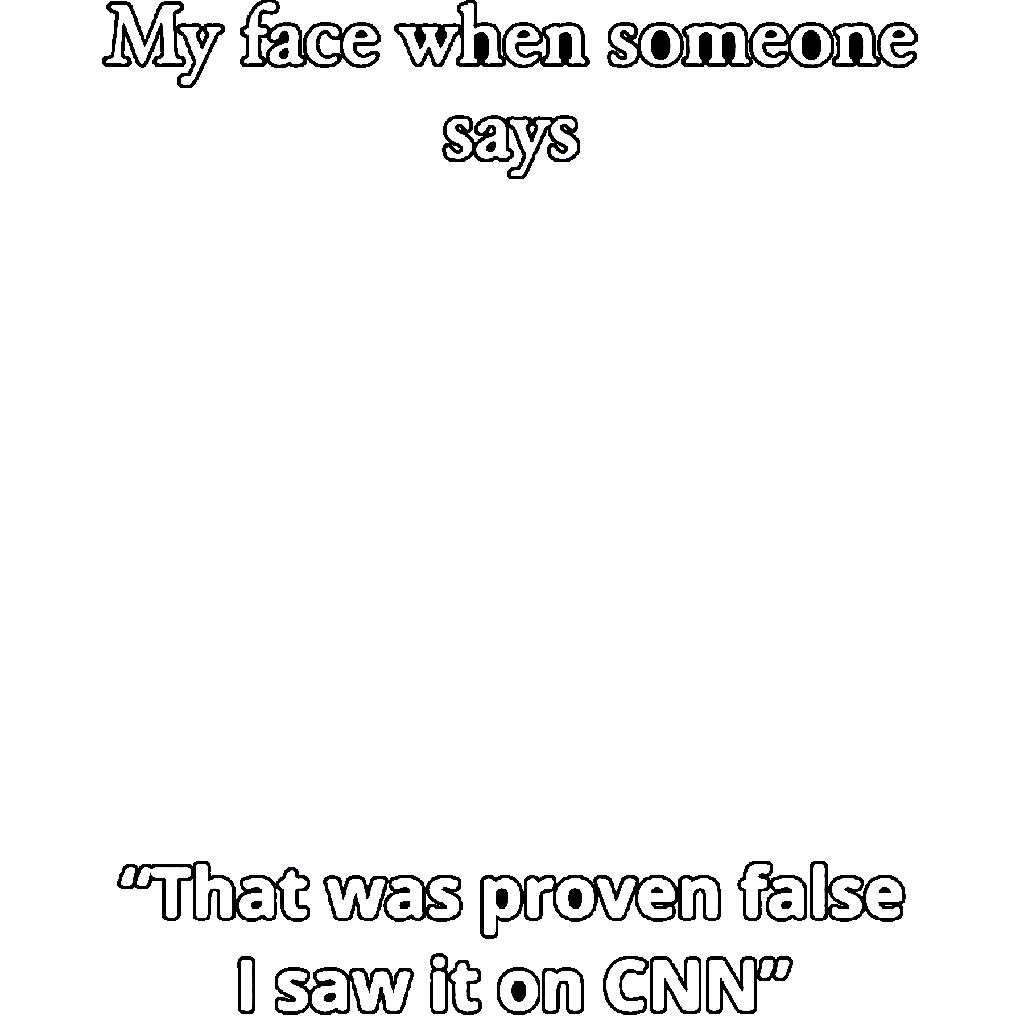 My face when someone
says
“That was proven false
I saw it on CNN”